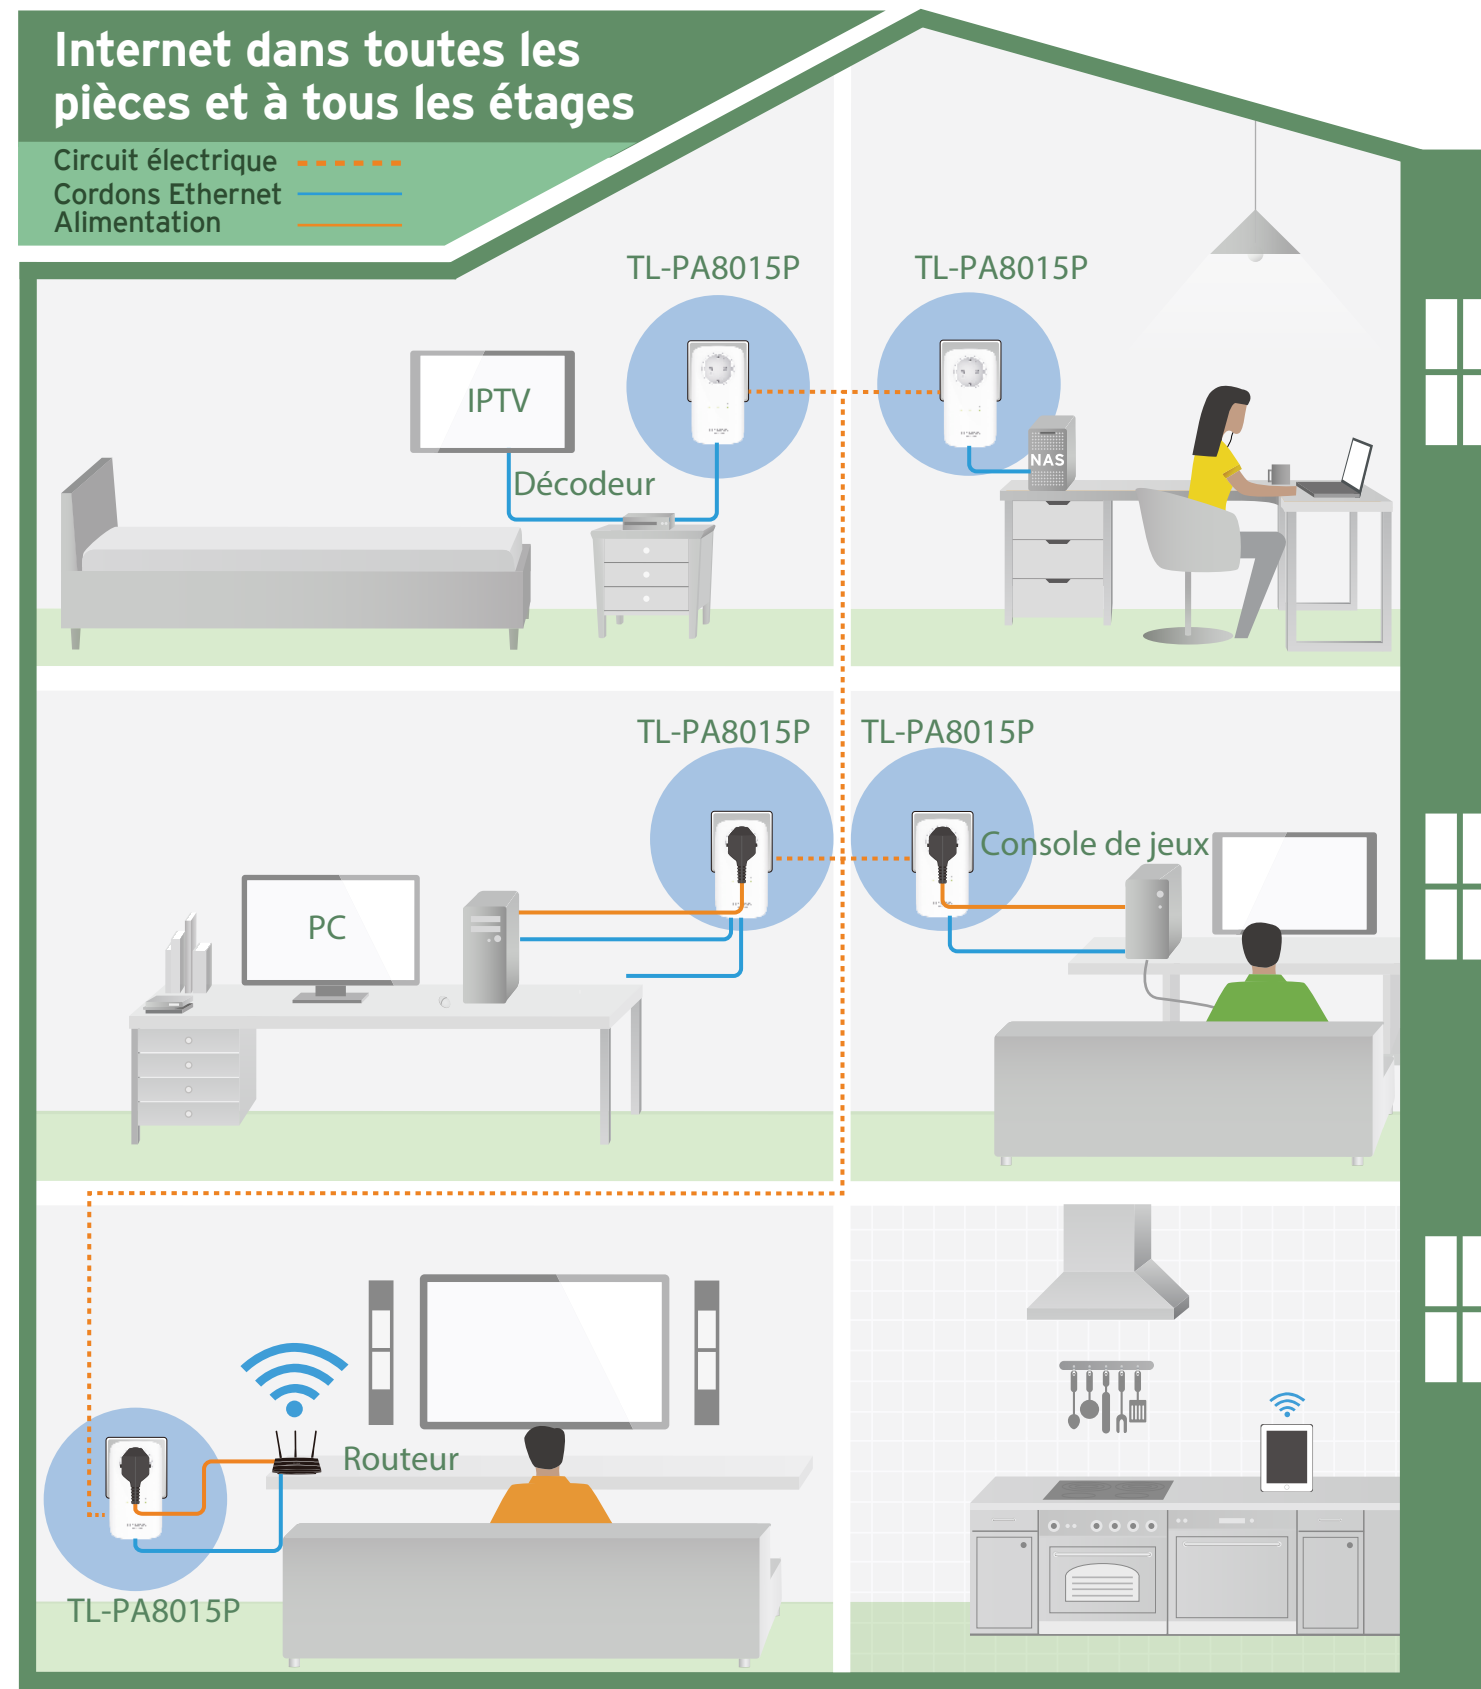 Internet dans toutes les
pièces et à tous les étages
Circuit électrique
Cordons Ethernet
Alimentation
TL-PA8015P
TL-PA8015P
IPTV
Décodeur
NAS
TL-PA8015P
TL-PA8015P
Console de jeux
PC
Routeur
TL-PA8015P